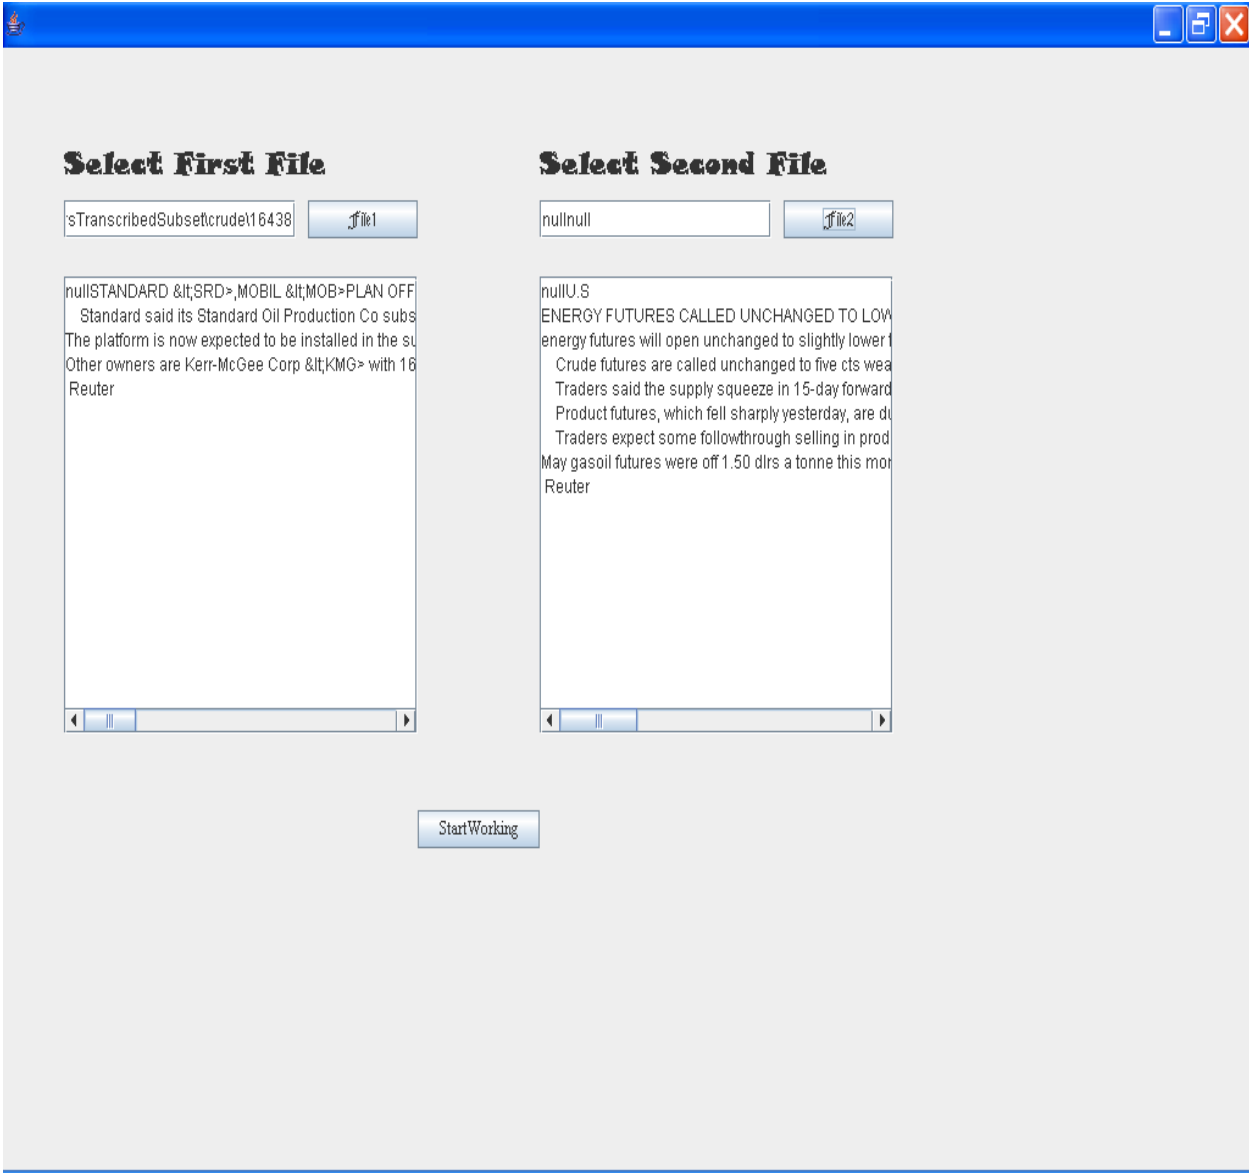 Select First File
rsTranscribedSubset\crude\16438
File1
nullSTANDARD &lt;SRD>,MOBIL &lt;MOB>PLAN OFF
Standard said its Standard Oil Production Co subs
The platform is now expected to be installed in the su
Other owners are Kerr-McGee Corp &lt;KMG> with 16
Reuter
Select Second File
nullnull
File2
nullU.S
ENERGY FUTURES CALLED UNCHANGED TO LOW
energy futures will open unchanged to slightly lower t
Crude futures are called unchanged to five cts wea
Traders said the supply squeeze in 15-day forward
Product futures, which fell sharply yesterday, are du
Traders expect some followthrough selling in prod
May gasoil futures were off 1.50 dlrs a tonne this mor
Reuter
StartWorking